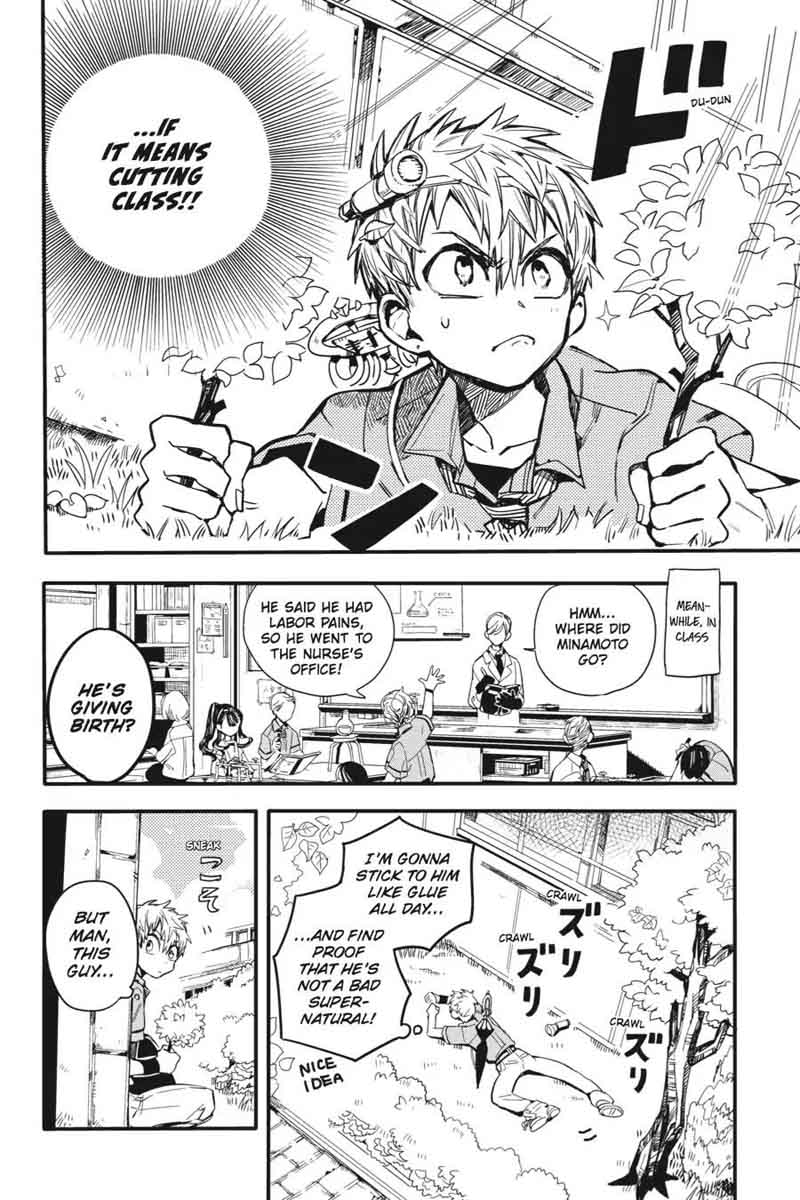 ...IF
IT MEANS
CUTTING
CLASS!!
ド
DU-DUN
MEAN-
WHILE, IN
CLASS
HMM...
WHERE DID
MINAMOTO
GO?
HE SAID HE HAD
LABOR PAINS,
SO HE WENT TO
THE NURSE'S
OFFICE!
HE'S
GIVING
BIRTH?
SNEAK
こそっ
BUT
MAN,
THIS
GUY...
I'M GONNA
STICK TO HIM
LIKE GLUE
ALL DAY...
...AND FIND
PROOF
THAT HE'S
NOT A BAD
SUPER-
NATURAL!
NICE
IDEA
CRAWL
ズリ
CRAWL
ズリ
CRAWL
ズリ